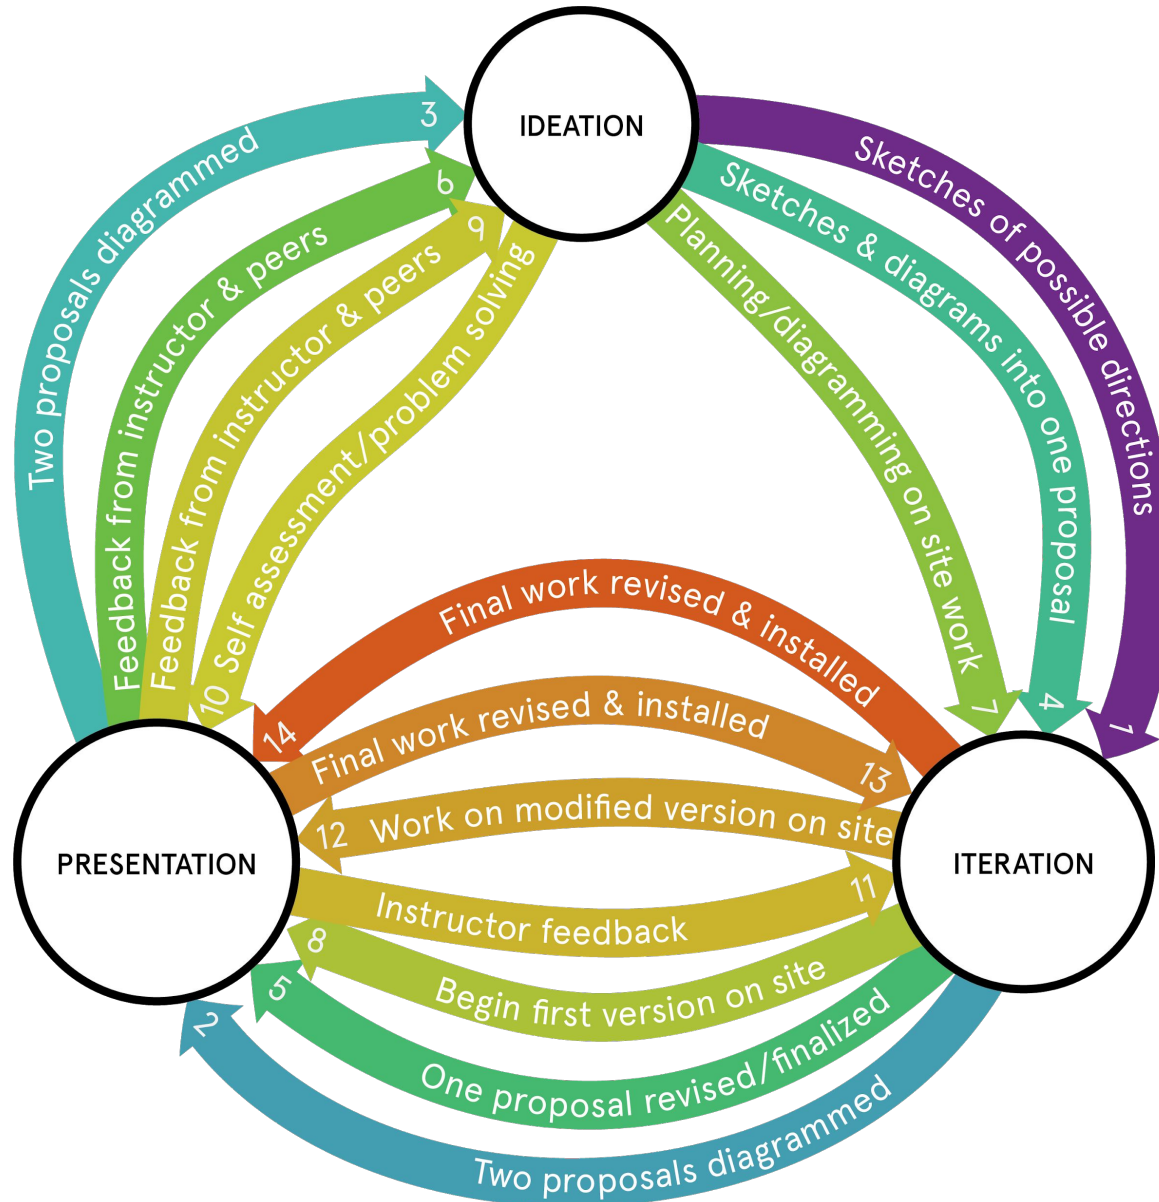 IDEATION
Sketches of possible directions
1
Two proposals diagrammed
2
Two proposals diagrammed
3
Sketches & diagrams into one proposal
4
One proposal revised/finalized
5
Feedback from instructor & peers
6
Planning/diagramming on site work
7
Begin first version on site
8
Feedback from instructor & peers
9
Self assessment/problem solving
10
Instructor feedback
11
Work on modified version on site
12
Final work revised & installed
13
Final work revised & installed
14
PRESENTATION
ITERATION